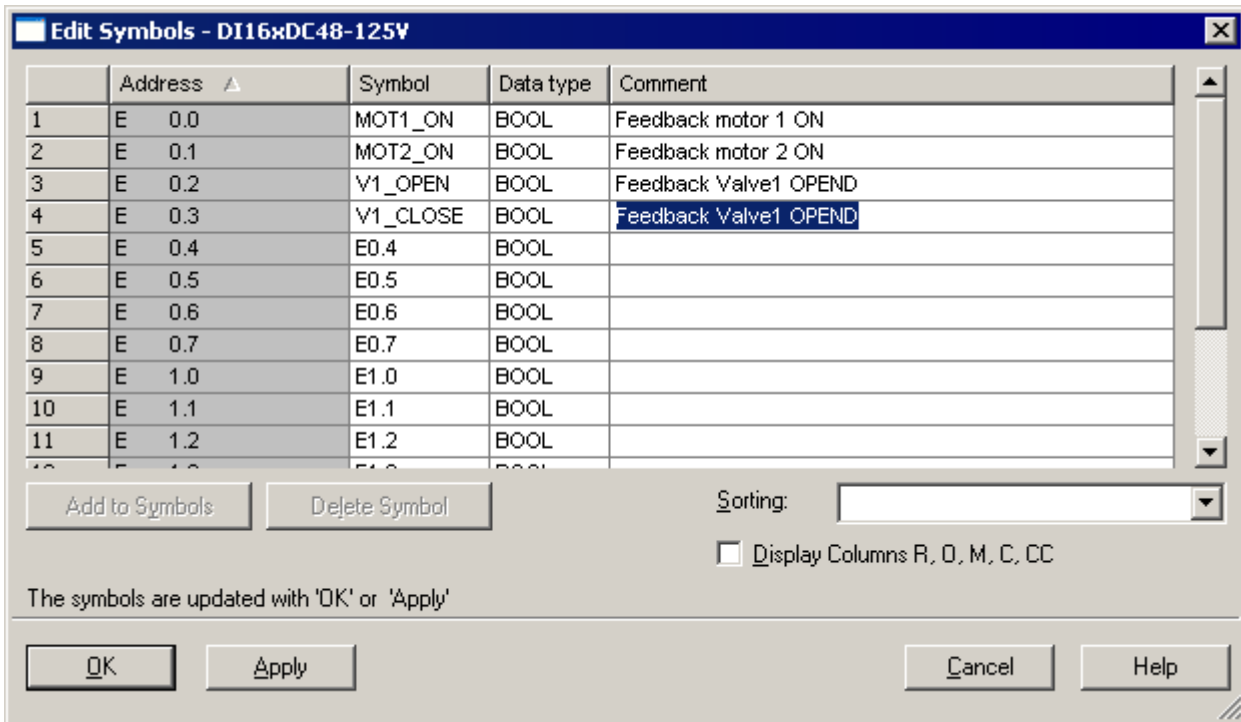 Edit Symbols - DI16xDC48-125V
Address Symbol Data type Comment
1 E 0.0 MOT1_ON BOOL Feedback motor 1 ON
2 E 0.1 MOT2_ON BOOL Feedback motor 2 ON
3 E 0.2 V1_OPEN BOOL Feedback Valve1 OPEND
4 E 0.3 V1_CLOSE BOOL Feedback Valve1 OPEND
5 E 0.4 E0.4 BOOL
6 E 0.5 E0.5 BOOL
7 E 0.6 E0.6 BOOL
8 E 0.7 E0.7 BOOL
9 E 1.0 E1.0 BOOL
10 E 1.1 E1.1 BOOL
11 E 1.2 E1.2 BOOL
Add to Symbols Delete Symbol Sorting:
Display Columns R, O, M, C, CC
The symbols are updated with 'OK' or 'Apply'
OK Apply Cancel Help